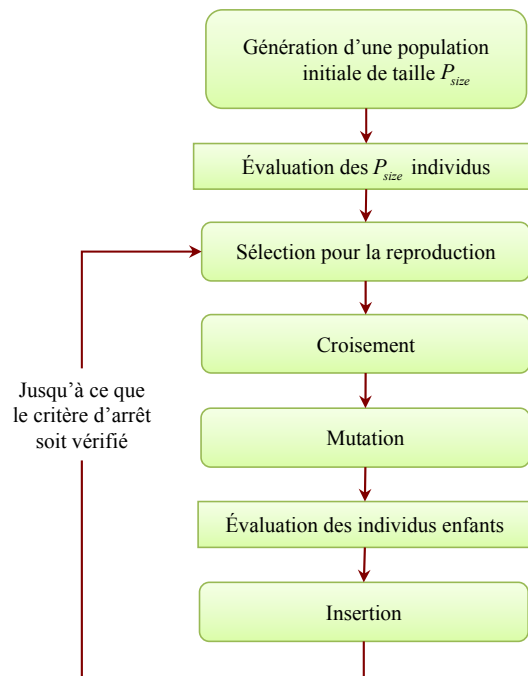 Génération d’une population
initiale de taille P_size
Évaluation des P_size individus
Sélection pour la reproduction
Croisement
Jusqu’à ce que
le critère d’arrêt
soit vérifié
Mutation
Évaluation des individus enfants
Insertion